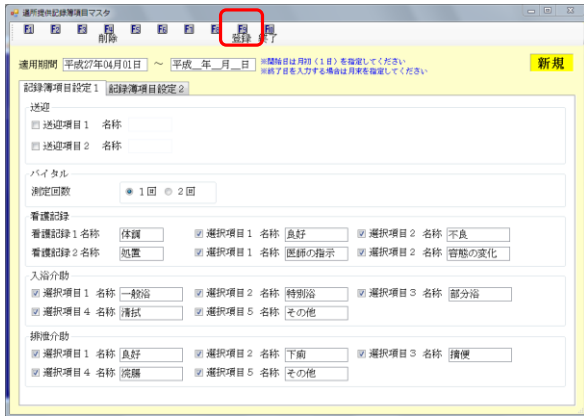 通所提供記録簿項目マスタ
F1 F2 F3 F4 F5 F6 F7 F8 F9 F10
削除 登録 終了
適用期間 平成27年04月01日 ～ 平成__年__月__日 ※開始日は月初(1日)を指定してください
※終了日を入力する場合は月末を指定してください
新規
記録簿項目設定1 記録簿項目設定2
送迎
送迎項目1 名称
送迎項目2 名称
バイタル
測定回数 1回 2回
看護記録
看護記録1名称 体調 選択項目1 名称 良好 選択項目2 名称 不良
看護記録2名称 処置 選択項目1 名称 医師の指示 選択項目2 名称 容態の変化
入浴介助
選択項目1 名称 一般浴 選択項目2 名称 特別浴 選択項目3 名称 部分浴
選択項目4 名称 清拭 選択項目5 名称 その他
排泄介助
選択項目1 名称 良好 選択項目2 名称 下痢 選択項目3 名称 摘便
選択項目4 名称 浣腸 選択項目5 名称 その他